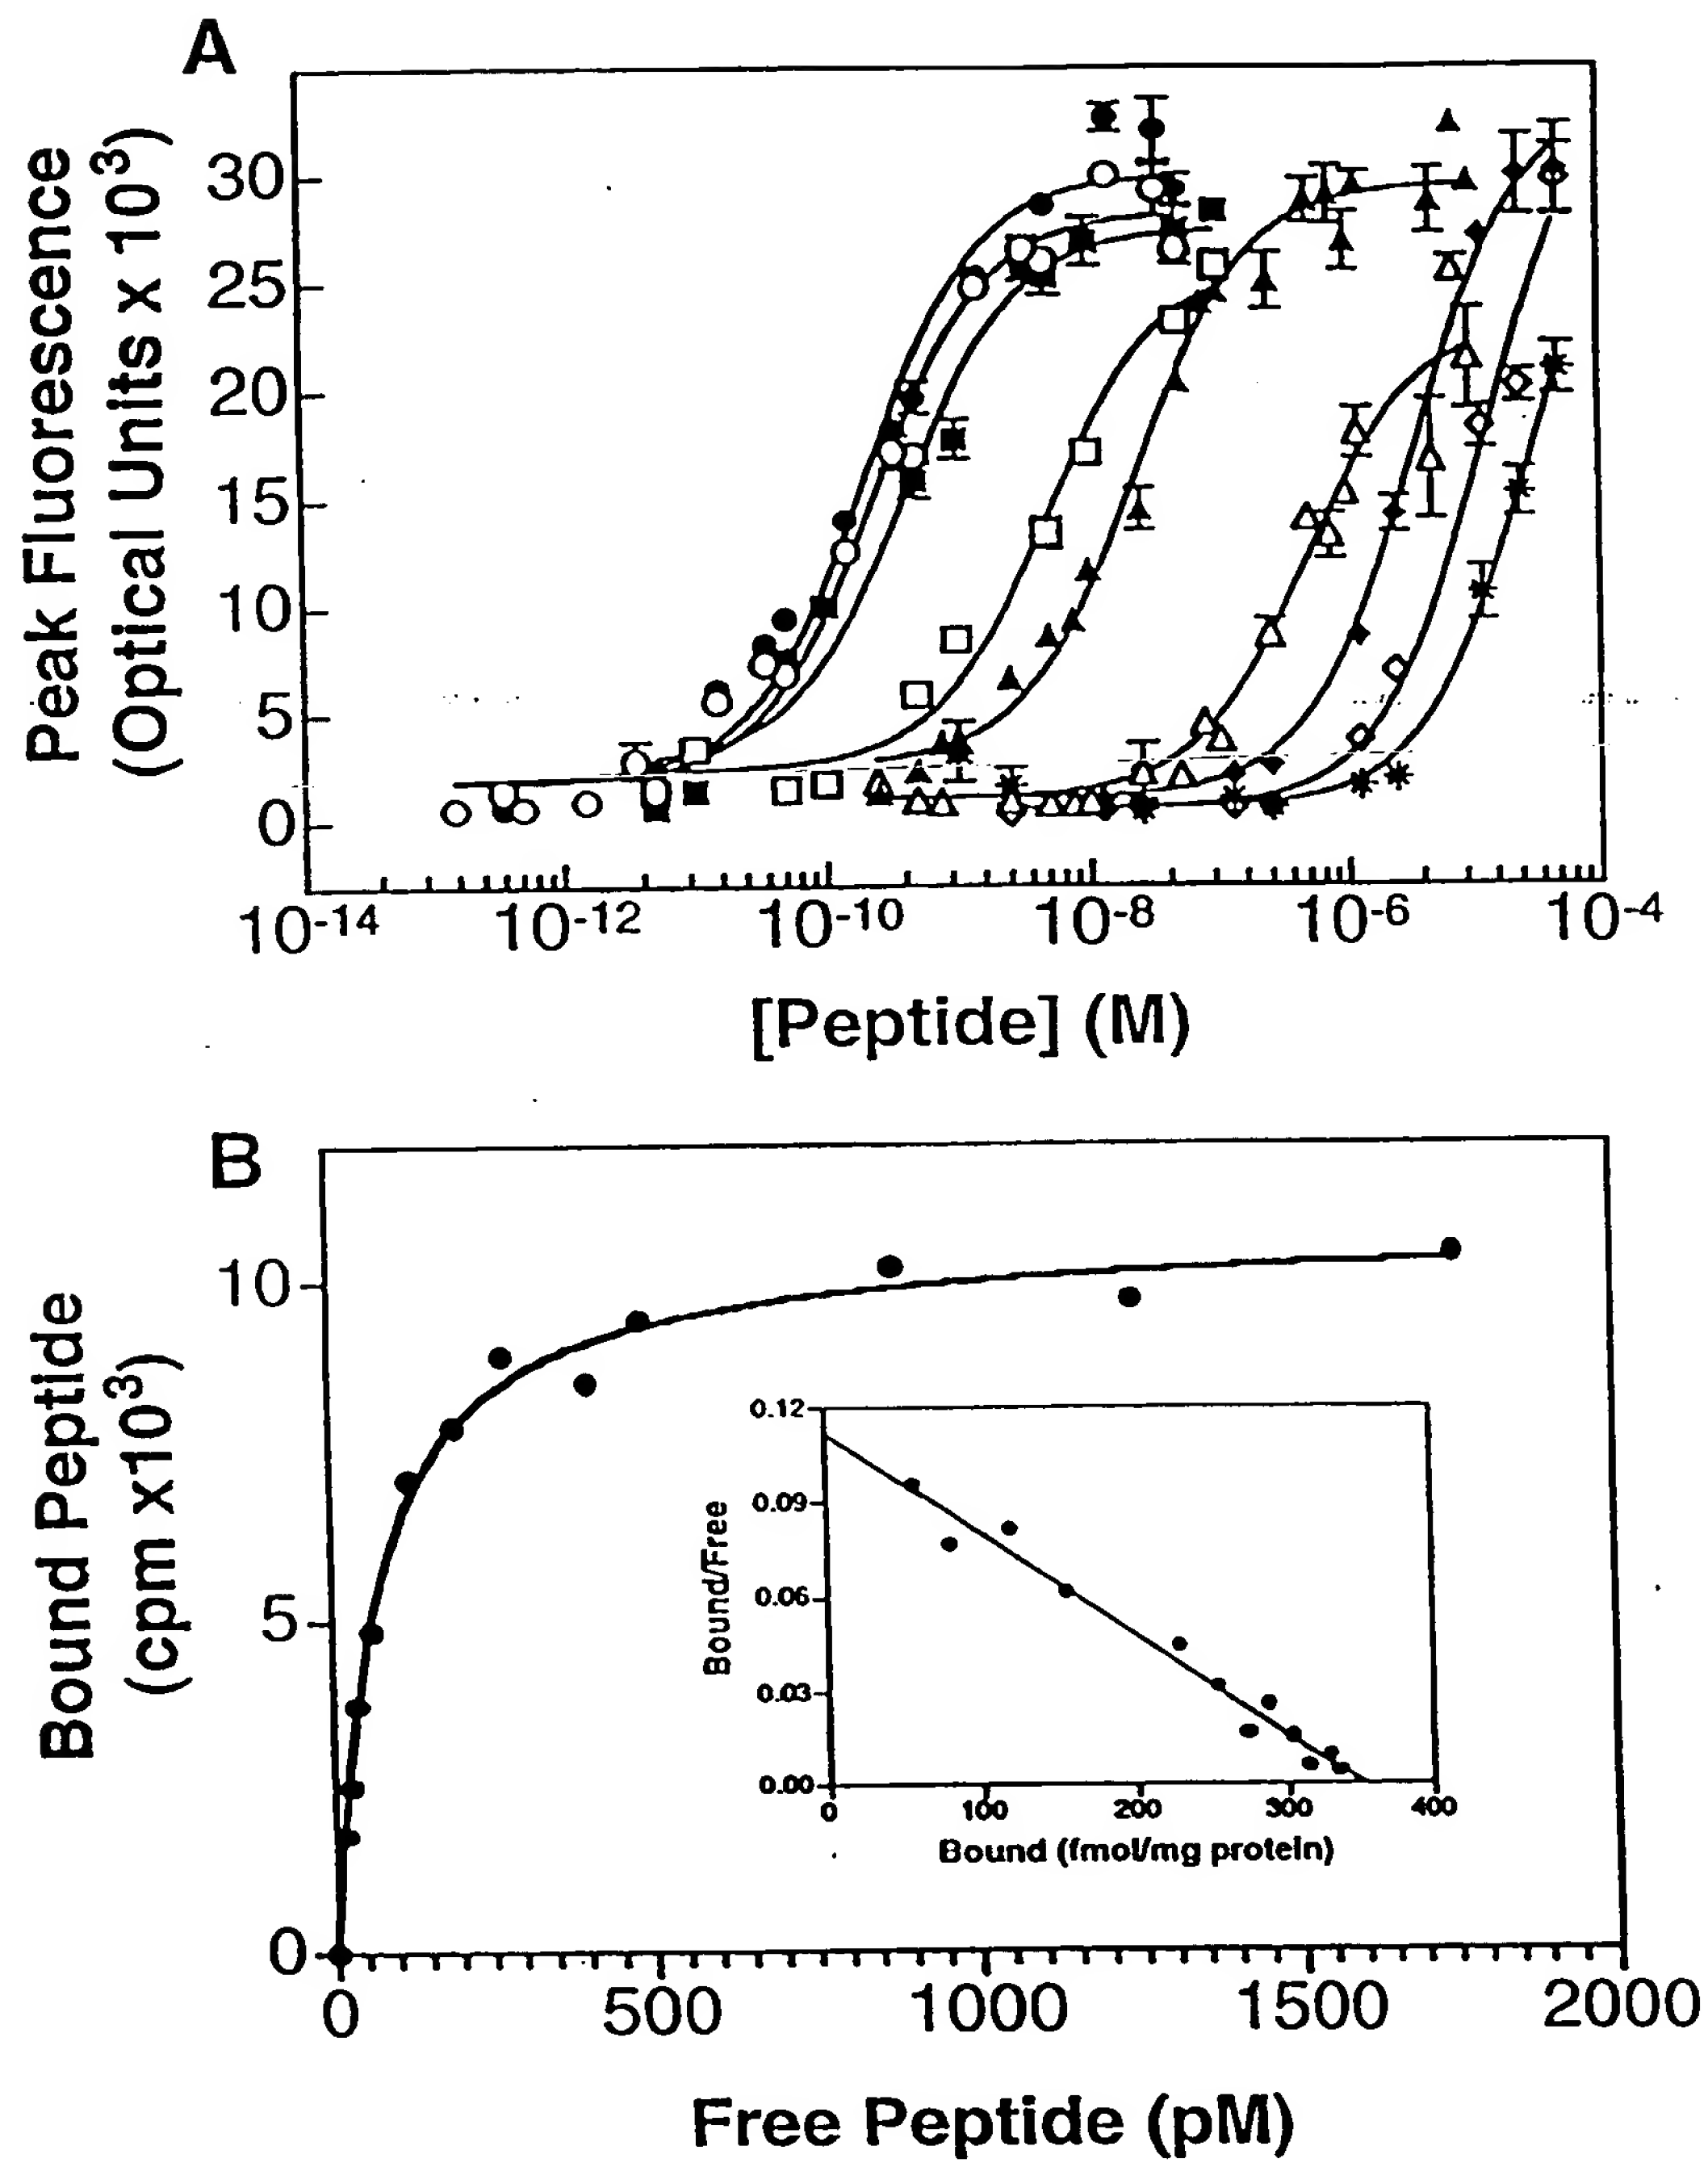 A
Peak Fluorescence
(Optical Units x 10³)
30
25
20
15
10
5
0
10-14 10-12 10-10 10-8 10-6 10-4
[Peptide] (M)
B
Bound Peptide
(cpm x10³)
10
5
0
0 500 1000 1500 2000
Free Peptide (pM)
Bound/Free
0.12
0.09
0.06
0.03
0.00
0 100 200 300 400
Bound (fmol/mg protein)